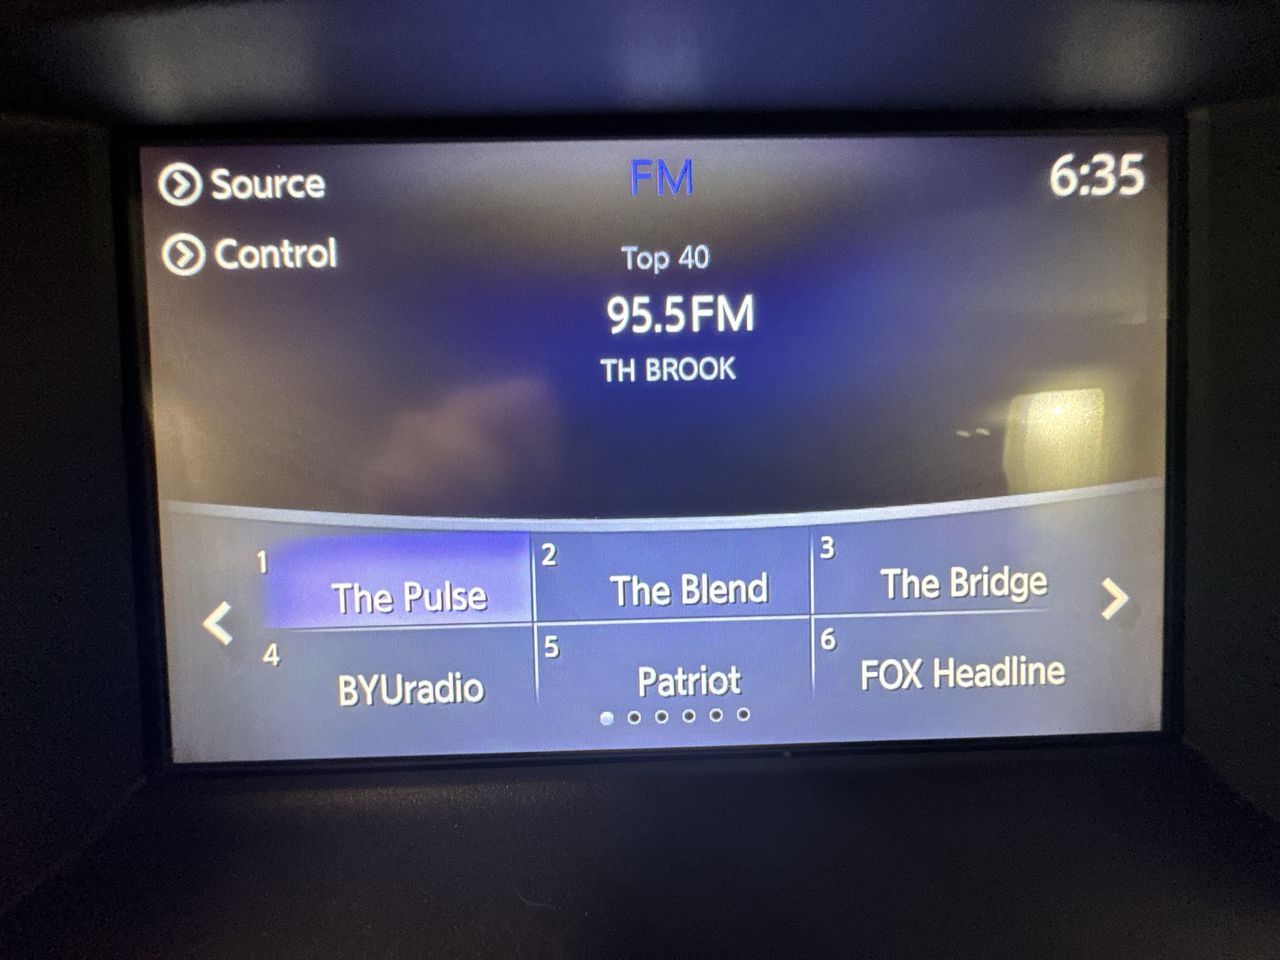 Source
FM
6:35
Control
Top 40
95.5FM
TH BROOK
1
The Pulse
2
The Blend
3
The Bridge
4
BYUradio
5
Patriot
6
FOX Headline